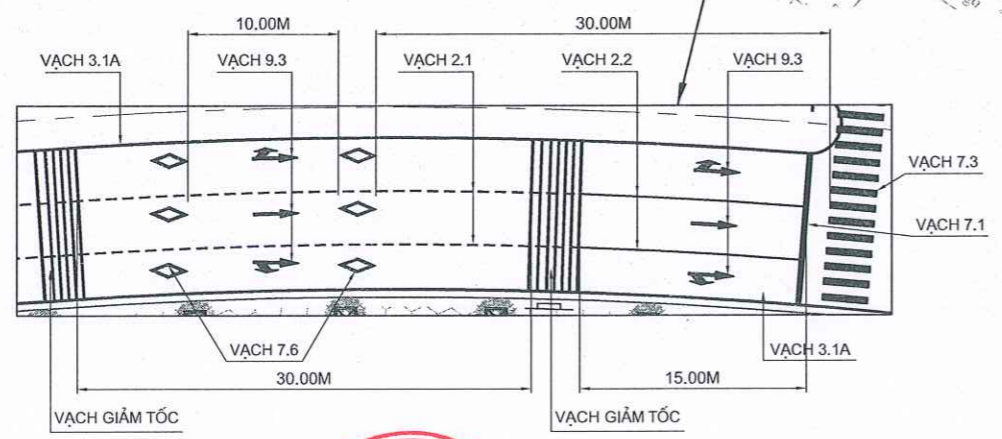 10.00M
30.00M
VẠCH 3.1A
VẠCH 9.3
VẠCH 2.1
VẠCH 2.2
VẠCH 9.3
VẠCH 7.3
VẠCH 7.1
VẠCH 7.6
VẠCH 3.1A
30.00M
15.00M
VẠCH GIẢM TỐC
VẠCH GIẢM TỐC